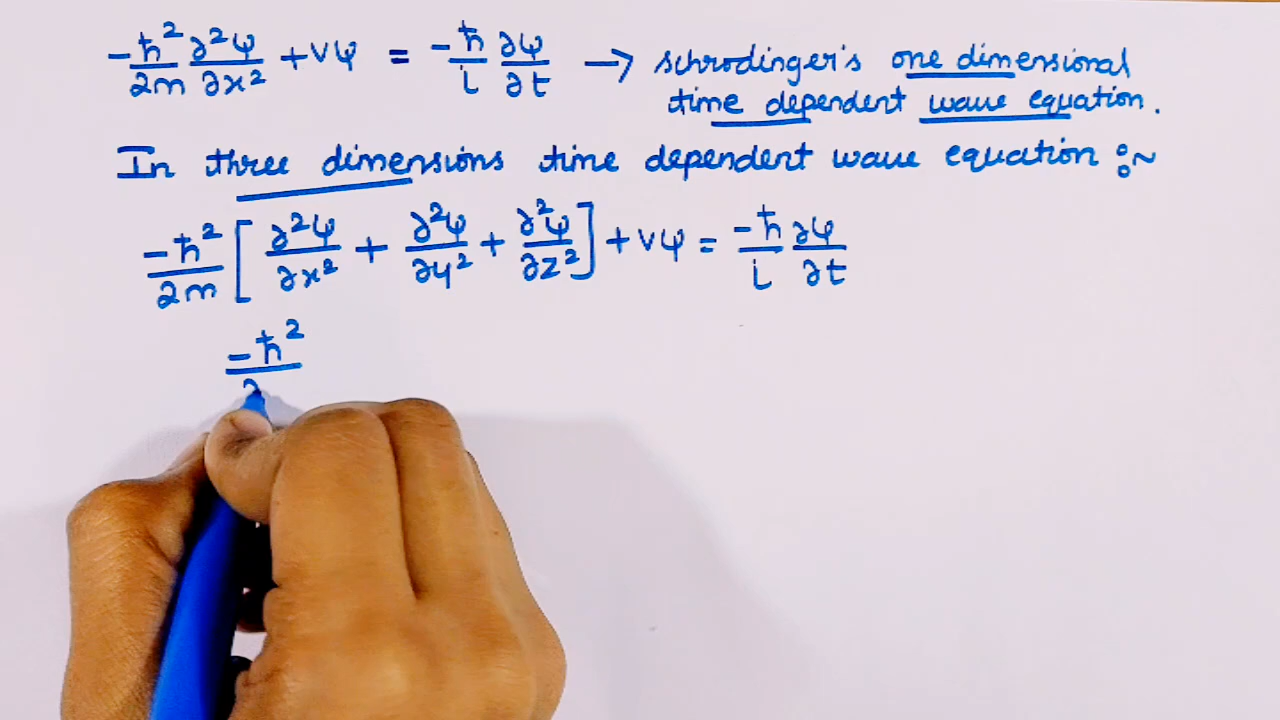 -ħ²/2m ∂²ψ/∂x² + Vψ = -ħ/i ∂ψ/∂t → schrodinger's one dimensional
time dependent wave equation.
In three dimensions time dependent wave equation :~
-ħ²/2m [ ∂²ψ/∂x² + ∂²ψ/∂y² + ∂²ψ/∂z² ] + Vψ = -ħ/i ∂ψ/∂t
-ħ²/2